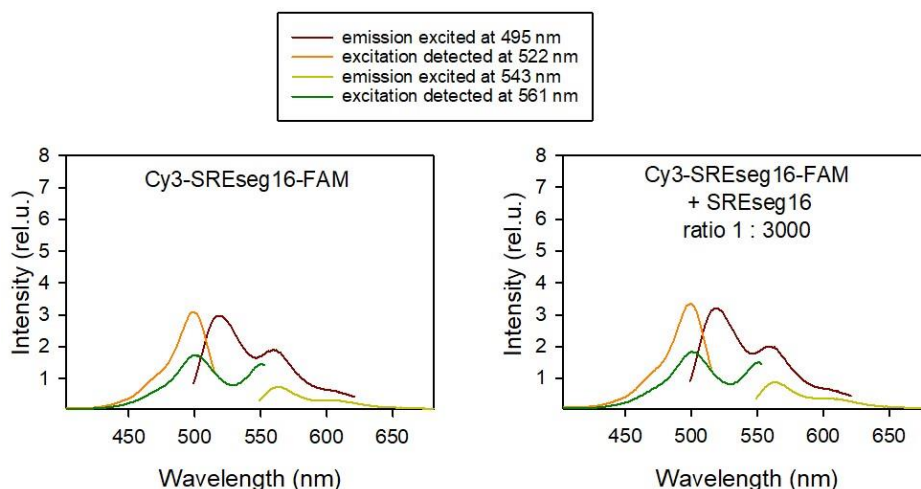 emission excited at 495 nm
excitation detected at 522 nm
emission excited at 543 nm
excitation detected at 561 nm
Cy3-SREseg16-FAM
Intensity (rel.u.)
8
7
6
5
4
3
2
1
450 500 550 600 650
Wavelength (nm)
Cy3-SREseg16-FAM
+ SREseg16
ratio 1 : 3000
Intensity (rel.u.)
8
7
6
5
4
3
2
1
450 500 550 600 650
Wavelength (nm)